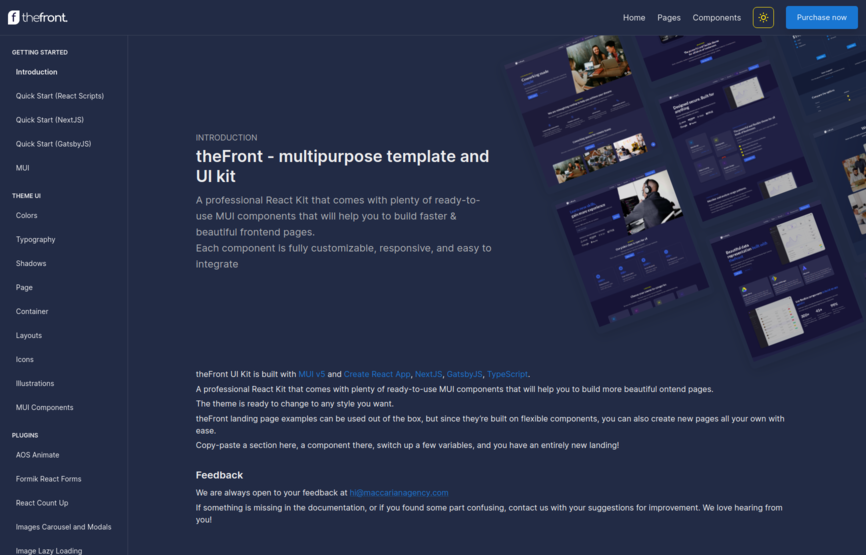 thefront.
Home
Pages
Components
Purchase now
GETTING STARTED
Introduction
Quick Start (React Scripts)
Quick Start (NextJS)
Quick Start (GatsbyJS)
MUI
THEME UI
Colors
Typography
Shadows
Page
Container
Layouts
Icons
Illustrations
MUI Components
PLUGINS
AOS Animate
Formik React Forms
React Count Up
Images Carousel and Modals
Image Lazy Loading
INTRODUCTION
theFront - multipurpose template and
UI kit
A professional React Kit that comes with plenty of ready-to-
use MUI components that will help you to build faster &
beautiful frontend pages.
Each component is fully customizable, responsive, and easy to
integrate
theFront UI Kit is built with MUI v5 and Create React App, NextJS, GatsbyJS, TypeScript.
A professional React Kit that comes with plenty of ready-to-use MUI components that will help you to build more beautiful ontend pages.
The theme is ready to change to any style you want.
theFront landing page examples can be used out of the box, but since they're built on flexible components, you can also create new pages all your own with
ease.
Copy-paste a section here, a component there, switch up a few variables, and you have an entirely new landing!
Feedback
We are always open to your feedback at hi@maccarianagency.com
If something is missing in the documentation, or if you found some part confusing, contact us with your suggestions for improvement. We love hearing from
you!